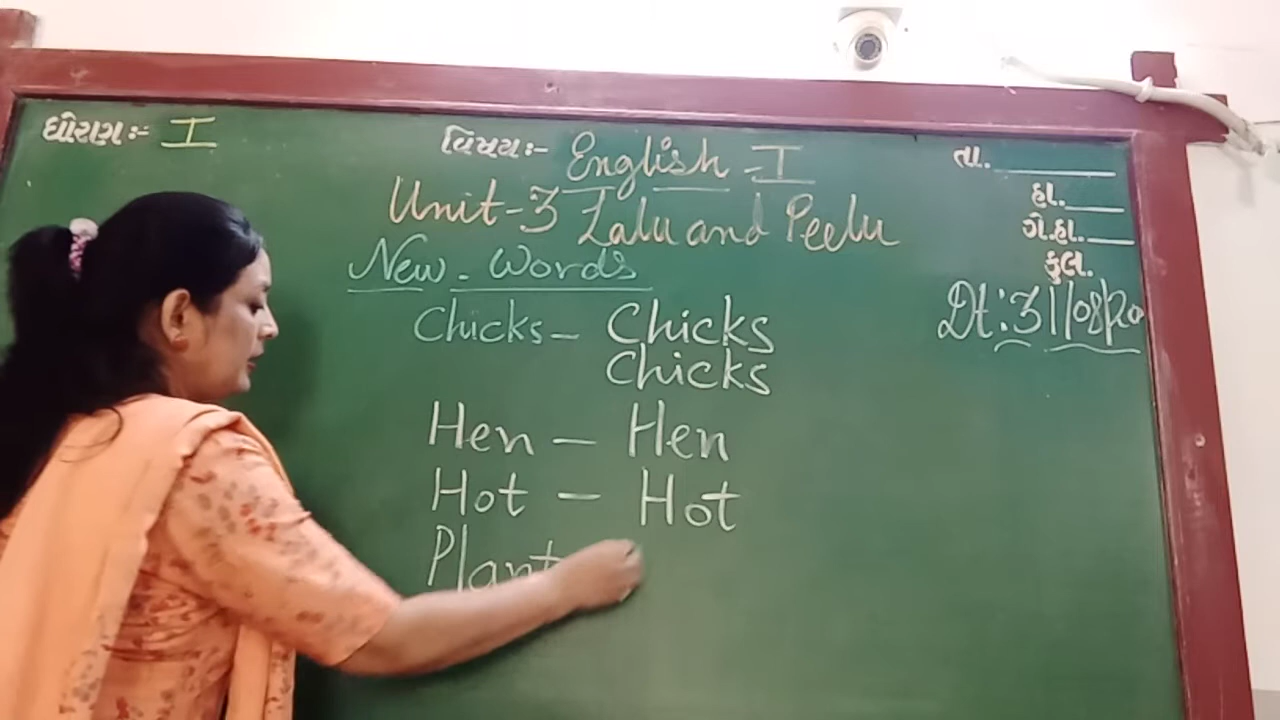 ધોરણ :- I
વિષય :- English - I
તા.
Unit-3 Lalu and Peelu
હા.
ગે.હા.
કુલ.
New. Words
Dt: 31/08/20
Chicks - Chicks
Chicks
Hen - Hen
Hot - Hot
Plant